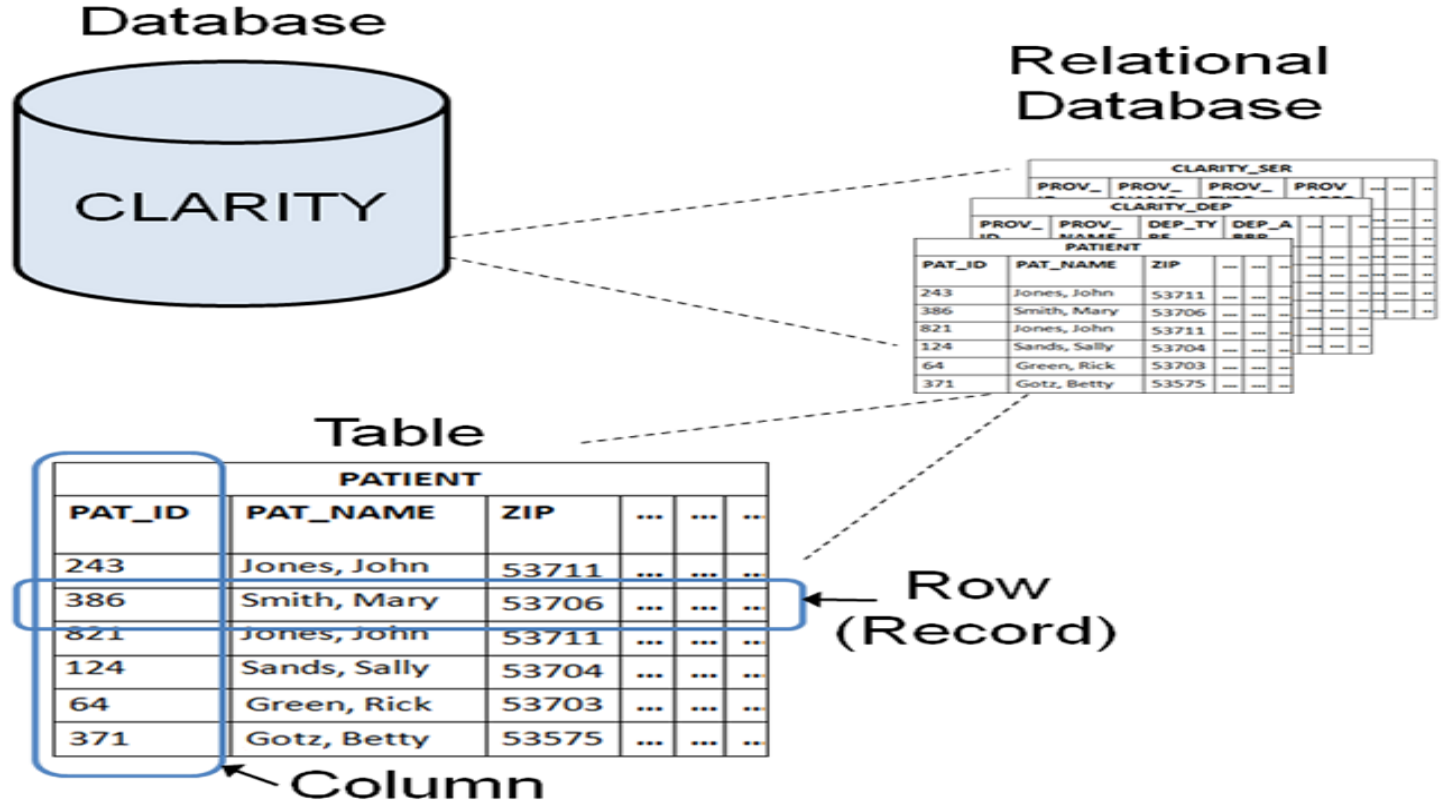 Database
CLARITY
Relational
Database
CLARITY_SER
PROV_ PROV_ PROV_ PROV ... ... ..
CLARITY_DEP
PROV_ PROV_ DEP_TY DEP_A ... ... ..
PATIENT
PAT_ID PAT_NAME ZIP ... ... ..
243 Jones, John 53711 ... ... ..
386 Smith, Mary 53706 ... ... ..
821 Jones, John 53711 ... ... ..
124 Sands, Sally 53704 ... ... ..
64 Green, Rick 53703 ... ... ..
371 Gotz, Betty 53575 ... ... ..
Table
PATIENT
PAT_ID PAT_NAME ZIP ... ... ...
243 Jones, John 53711 ... ... ...
386 Smith, Mary 53706 ... ... ...
821 Jones, John 53711 ... ... ...
124 Sands, Sally 53704 ... ... ...
64 Green, Rick 53703 ... ... ...
371 Gotz, Betty 53575 ... ... ...
Row
(Record)
Column